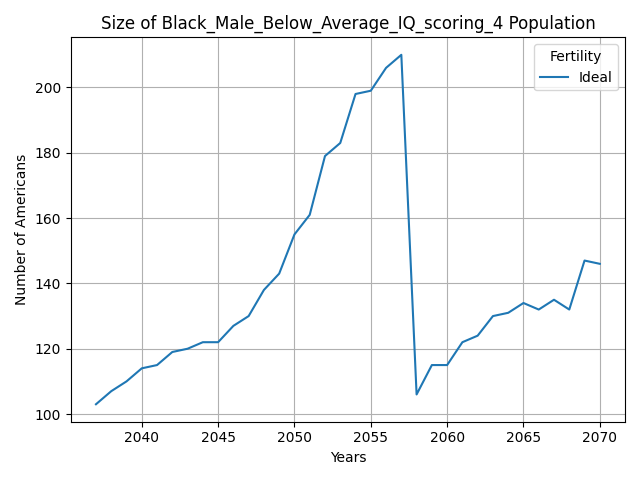 Size of Black_Male_Below_Average_IQ_scoring_4 Population
Fertility
Ideal
Number of Americans
200
180
160
140
120
100
2040 2045 2050 2055 2060 2065 2070
Years